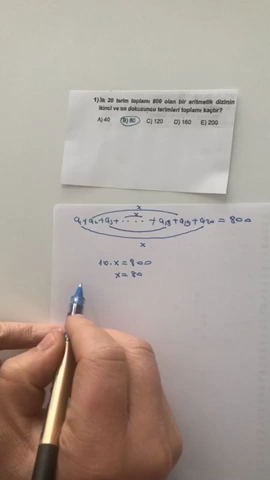 1) İlk 20 terim toplamı 800 olan bir aritmetik dizinin
ikinci ve on dokuzuncu terimleri toplamı kaçtır?
A) 40 B) 80 C) 120 D) 160 E) 200
x
x
a₁+a₂+a₃+ . . . . +a₁₈+a₁₉+a₂₀ = 800
x
10.x = 800
x = 80